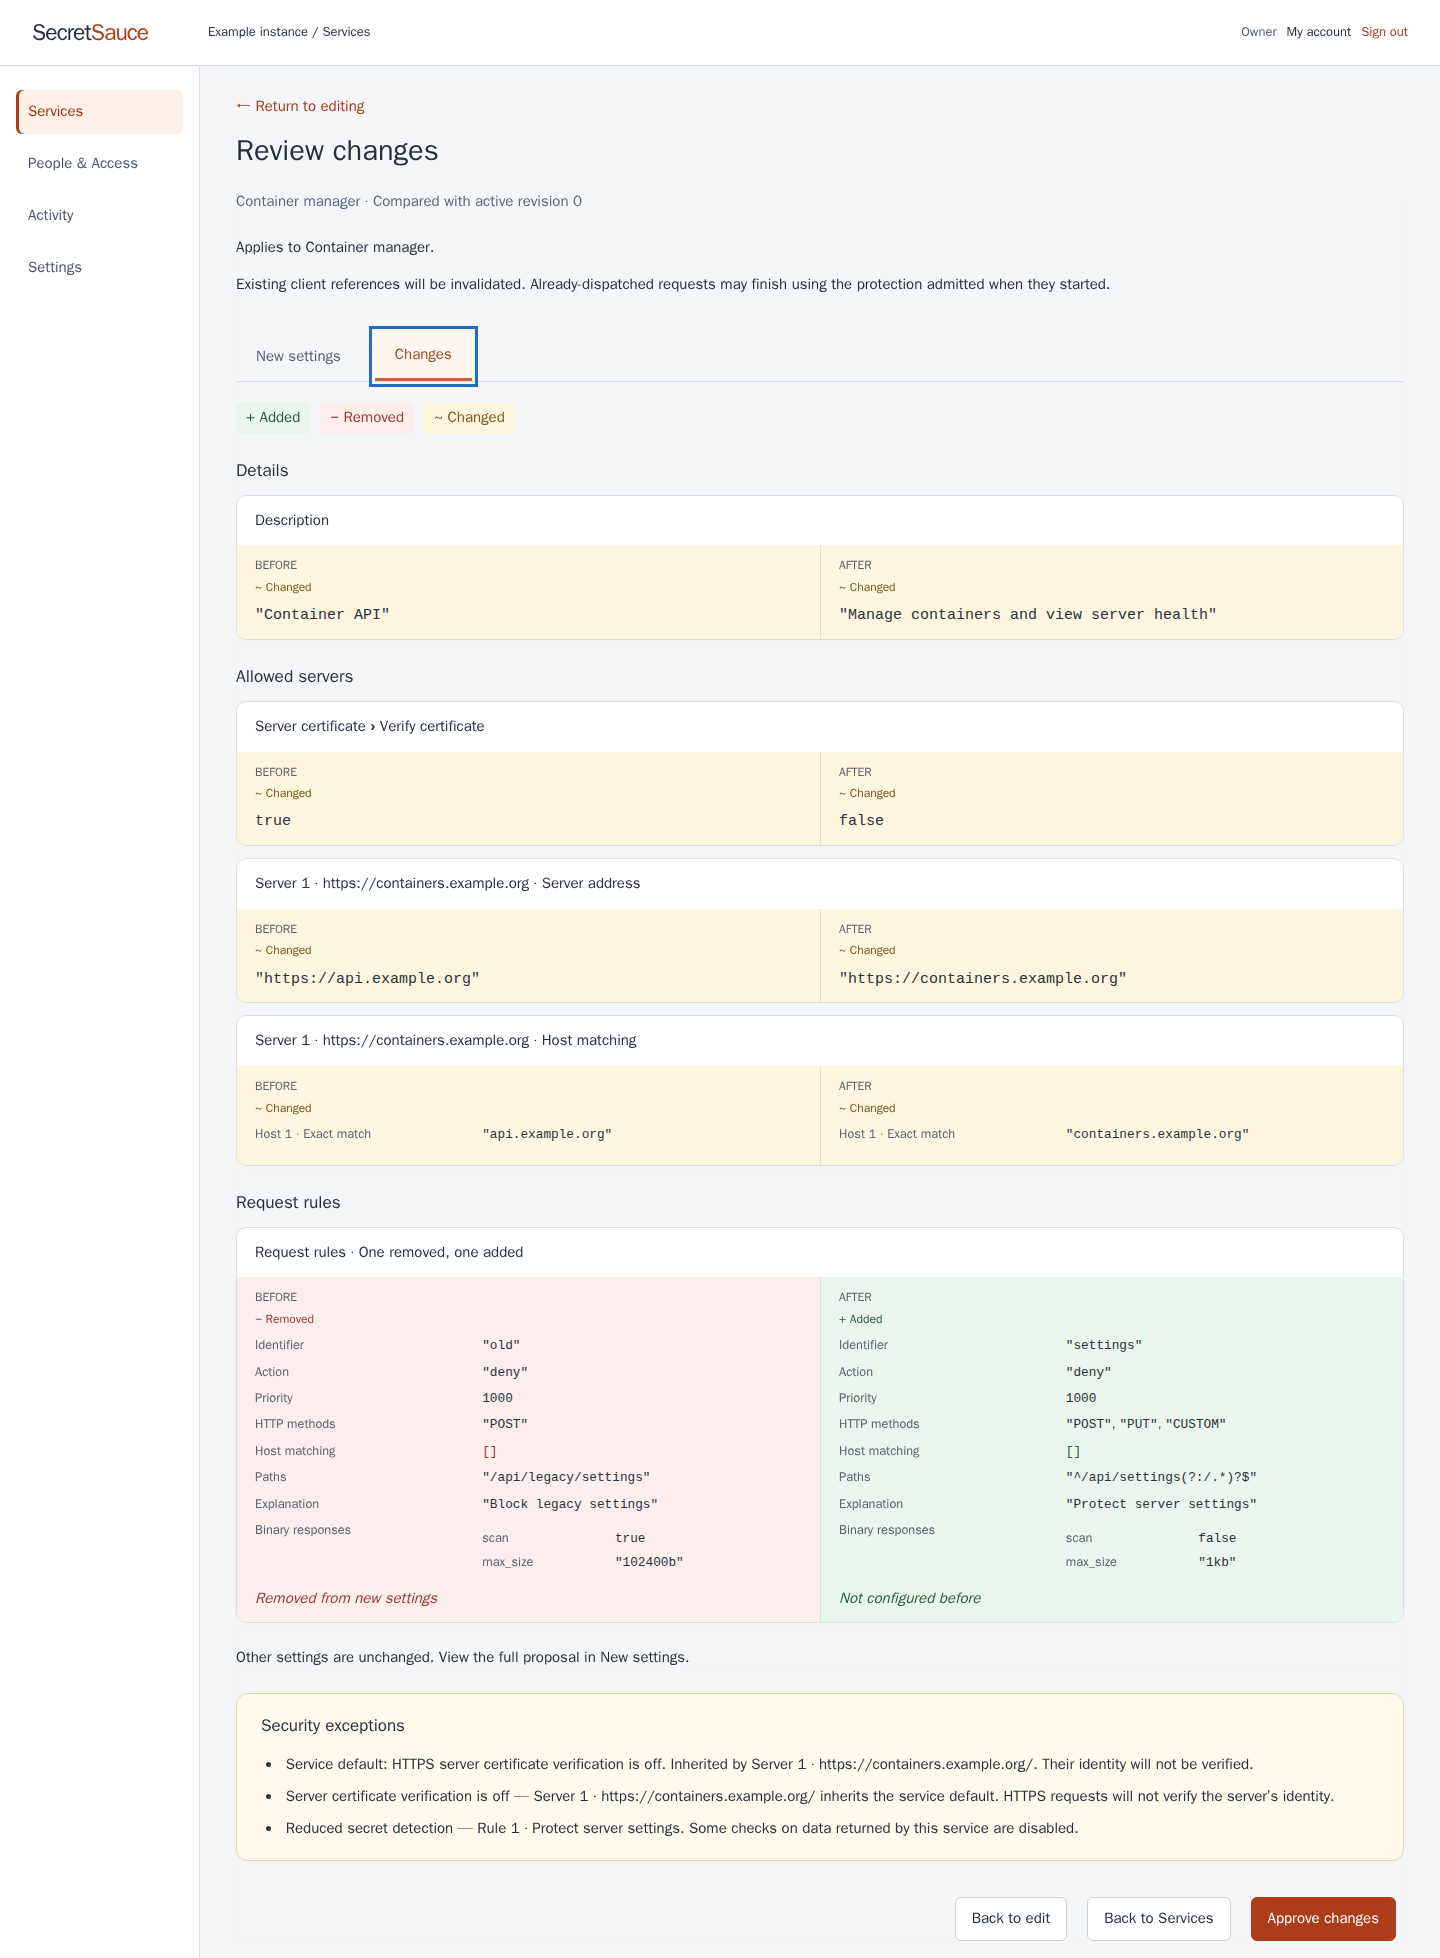 SecretSauce
Example instance / Services
Owner My account Sign out
Services
People & Access
Activity
Settings
← Return to editing
Review changes
Container manager · Compared with active revision 0
Applies to Container manager.
Existing client references will be invalidated. Already-dispatched requests may finish using the protection admitted when they started.
New settings
Changes
+ Added
− Removed
~ Changed
Details
Description
BEFORE
~ Changed
"Container API"
AFTER
~ Changed
"Manage containers and view server health"
Allowed servers
Server certificate › Verify certificate
BEFORE
~ Changed
true
AFTER
~ Changed
false
Server 1 · https://containers.example.org · Server address
BEFORE
~ Changed
"https://api.example.org"
AFTER
~ Changed
"https://containers.example.org"
Server 1 · https://containers.example.org · Host matching
BEFORE
~ Changed
Host 1 · Exact match "api.example.org"
AFTER
~ Changed
Host 1 · Exact match "containers.example.org"
Request rules
Request rules · One removed, one added
BEFORE
− Removed
Identifier "old"
Action "deny"
Priority 1000
HTTP methods "POST"
Host matching []
Paths "/api/legacy/settings"
Explanation "Block legacy settings"
Binary responses
scan true
max_size "102400b"
Removed from new settings
AFTER
+ Added
Identifier "settings"
Action "deny"
Priority 1000
HTTP methods "POST", "PUT", "CUSTOM"
Host matching []
Paths "^/api/settings(?:/.*)?$"
Explanation "Protect server settings"
Binary responses
scan false
max_size "1kb"
Not configured before
Other settings are unchanged. View the full proposal in New settings.
Security exceptions
• Service default: HTTPS server certificate verification is off. Inherited by Server 1 · https://containers.example.org/. Their identity will not be verified.
• Server certificate verification is off — Server 1 · https://containers.example.org/ inherits the service default. HTTPS requests will not verify the server's identity.
• Reduced secret detection — Rule 1 · Protect server settings. Some checks on data returned by this service are disabled.
Back to edit
Back to Services
Approve changes